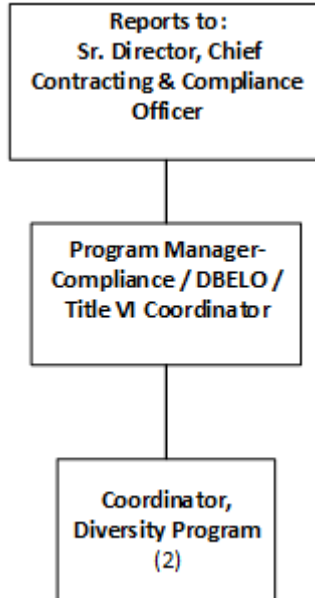 Reports to:
Sr. Director, Chief
Contracting & Compliance
Officer
Program Manager-
Compliance / DBELO /
Title VI Coordinator
Coordinator,
Diversity Program
(2)